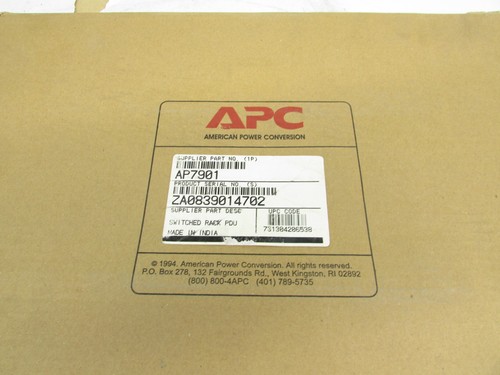 APC
AMERICAN POWER CONVERSION
SUPPLIER PART NO. (1P)
AP7901
PRODUCT SERIAL NO. (S)
ZA0839014702
SUPPLIER PART DESC UPC CODE
SWITCHED RACK PDU
731304206538
MADE IN INDIA
© 1994. American Power Conversion. All Rights Reserved.
P.O. Box 278, 132 Fairgrounds Rd., West Kingston, RI 02892
(800) 800-4APC (401) 789-5735